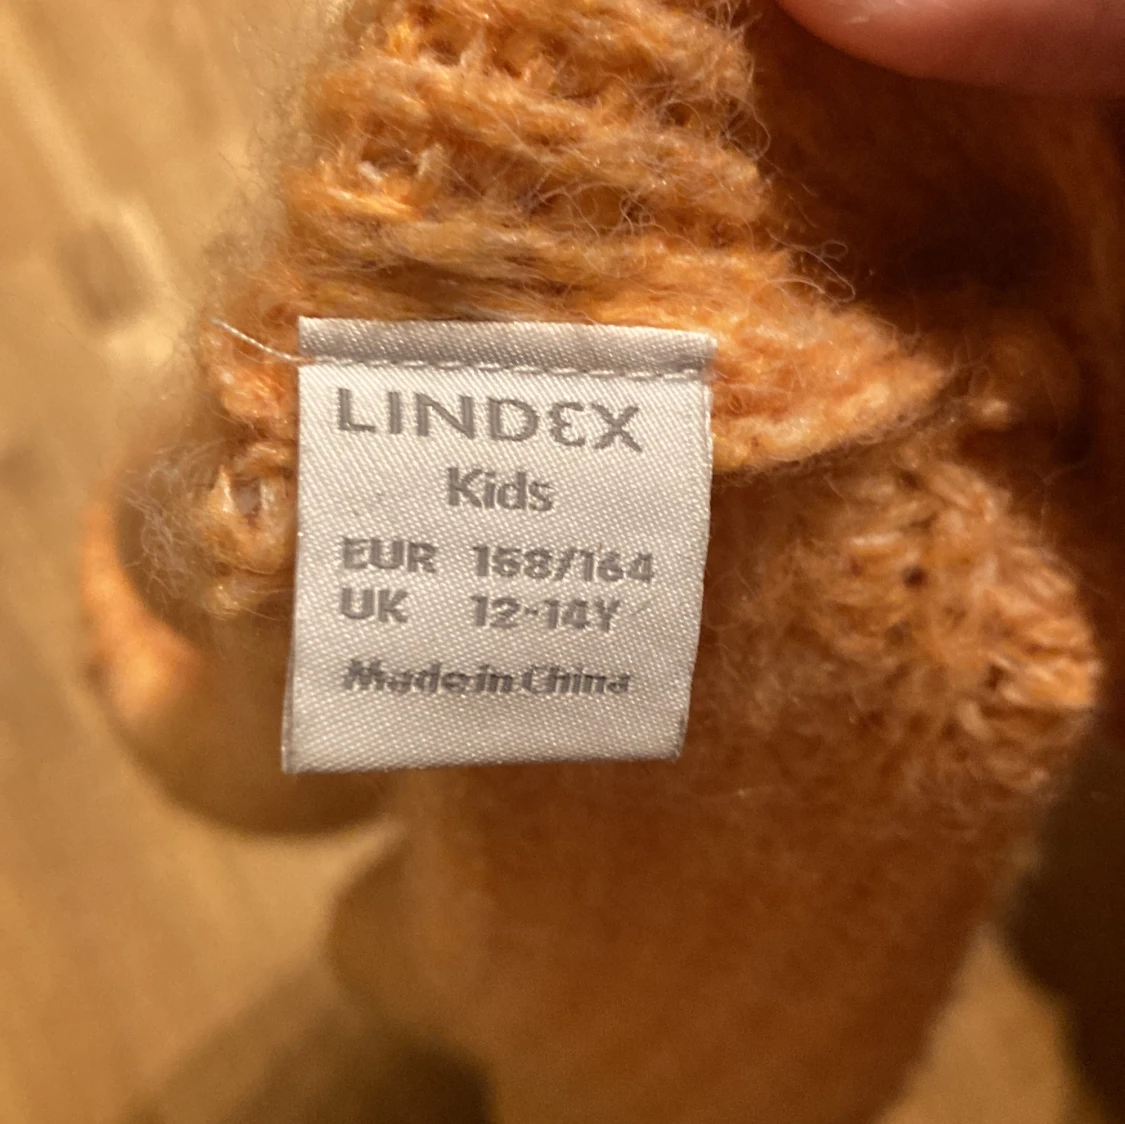 LINDEX
Kids
EUR 158/164
UK 12-14Y
Made in China